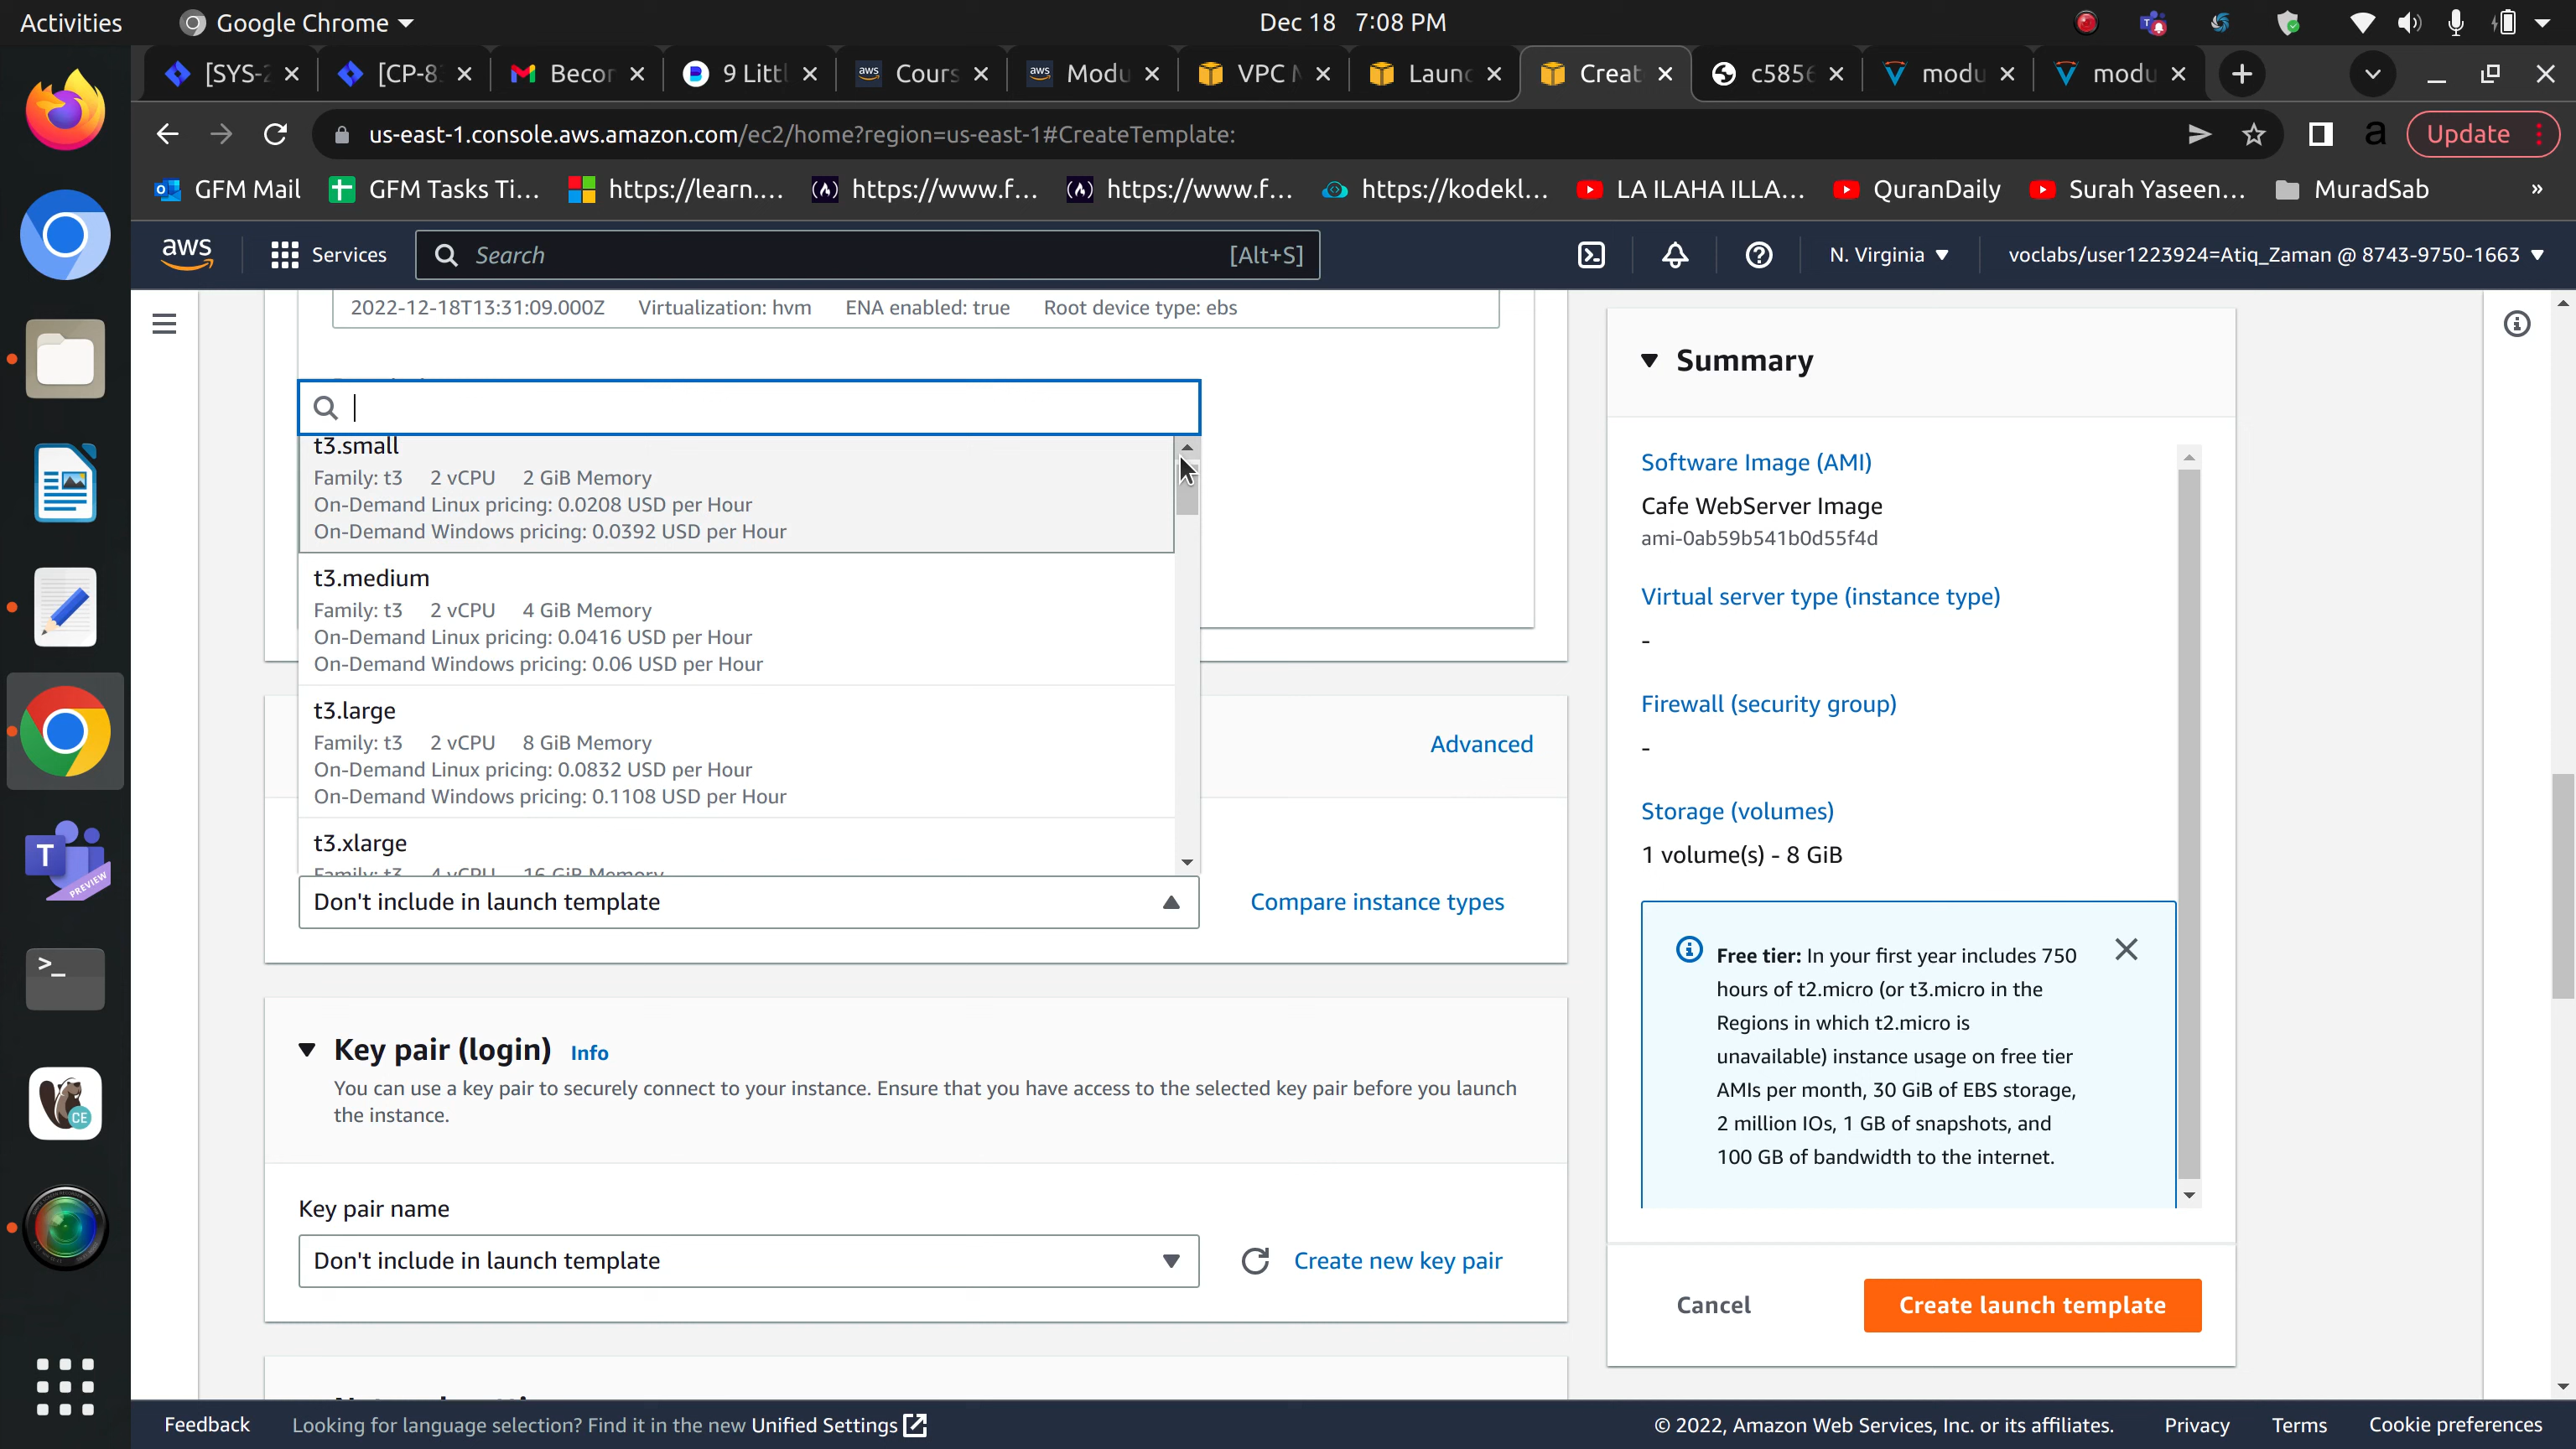 Activities
Google Chrome
Dec 18 7:08 PM
[SYS-2
[CP-8
Becor
9 Littl
aws
Cours
aws
Modu
VPC
Launc
Creat
c5856
modu
modu
us-east-1.console.aws.amazon.com/ec2/home?region=us-east-1#CreateTemplate:
a
Update
GFM Mail
GFM Tasks Ti...
https://learn....
https://www.f...
https://www.f...
https://kodekl...
LA ILAHA ILLA...
QuranDaily
Surah Yaseen...
MuradSab
»
aws
Services
Search
[Alt+S]
N. Virginia
voclabs/user1223924=Atiq_Zaman @ 8743-9750-1663
2022-12-18T13:31:09.000Z Virtualization: hvm ENA enabled: true Root device type: ebs
t3.small
Family: t3 2 vCPU 2 GiB Memory
On-Demand Linux pricing: 0.0208 USD per Hour
On-Demand Windows pricing: 0.0392 USD per Hour
t3.medium
Family: t3 2 vCPU 4 GiB Memory
On-Demand Linux pricing: 0.0416 USD per Hour
On-Demand Windows pricing: 0.06 USD per Hour
t3.large
Family: t3 2 vCPU 8 GiB Memory
On-Demand Linux pricing: 0.0832 USD per Hour
On-Demand Windows pricing: 0.1108 USD per Hour
t3.xlarge
Family: t3 4 vCPU 16 GiB Memory
Don't include in launch template
Advanced
Compare instance types
Key pair (login) Info
You can use a key pair to securely connect to your instance. Ensure that you have access to the selected key pair before you launch
the instance.
Key pair name
Don't include in launch template
Create new key pair
Summary
Software Image (AMI)
Cafe WebServer Image
ami-0ab59b541b0d55f4d
Virtual server type (instance type)
-
Firewall (security group)
-
Storage (volumes)
1 volume(s) - 8 GiB
Free tier: In your first year includes 750
hours of t2.micro (or t3.micro in the
Regions in which t2.micro is
unavailable) instance usage on free tier
AMIs per month, 30 GiB of EBS storage,
2 million IOs, 1 GB of snapshots, and
100 GB of bandwidth to the internet.
Cancel
Create launch template
T
PREVIEW
>_
CE
Feedback
Looking for language selection? Find it in the new Unified Settings
© 2022, Amazon Web Services, Inc. or its affiliates.
Privacy
Terms
Cookie preferences